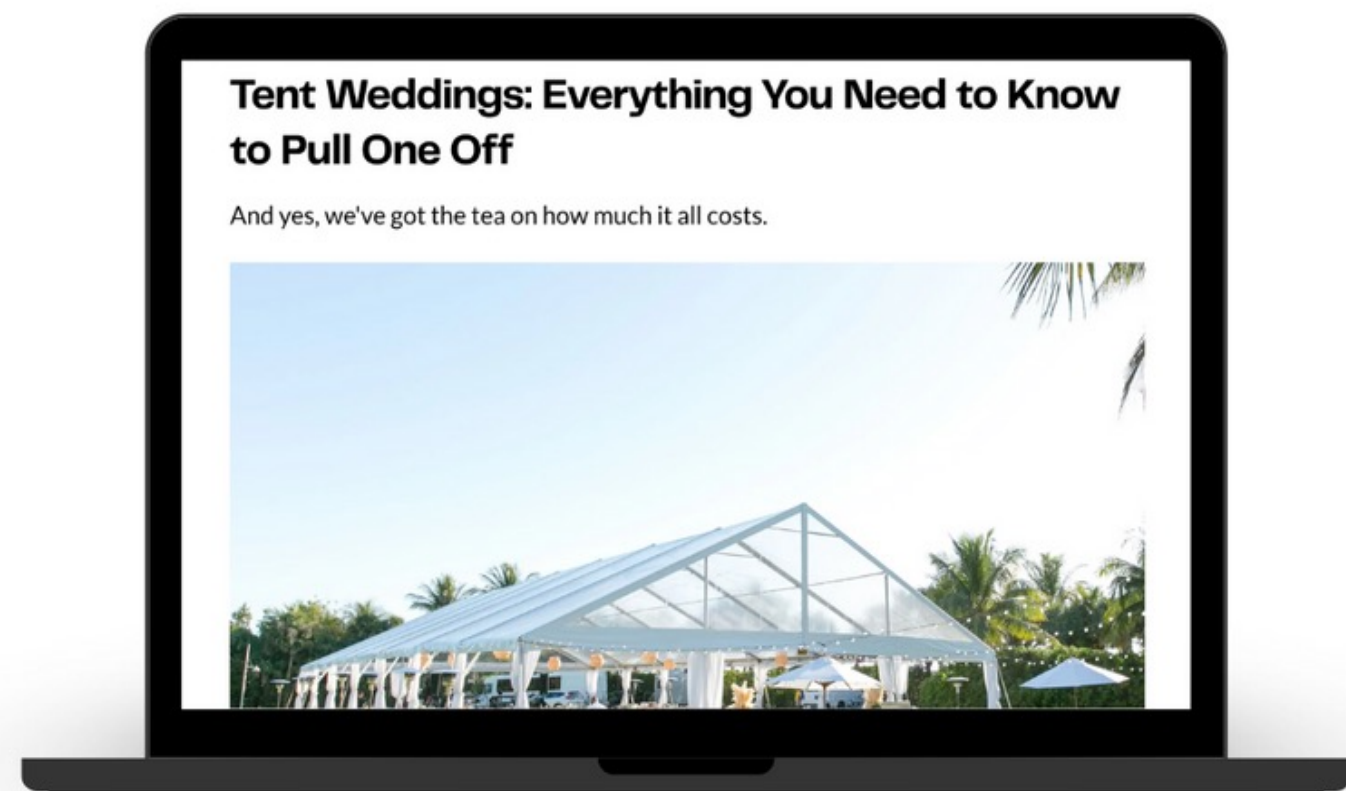 Tent Weddings: Everything You Need to Know
to Pull One Off
And yes, we've got the tea on how much it all costs.